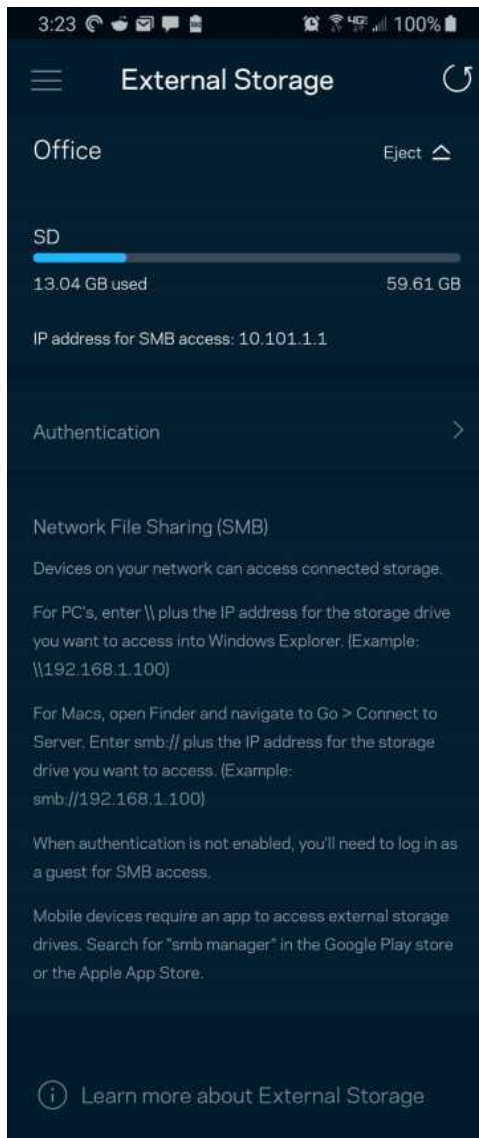 3:23 4G 100%
External Storage
Office Eject
SD
13.04 GB used 59.61 GB
IP address for SMB access: 10.101.1.1
Authentication
Network File Sharing (SMB)
Devices on your network can access connected storage.
For PC's, enter \\ plus the IP address for the storage drive
you want to access into Windows Explorer. (Example:
\\192.168.1.100)
For Macs, open Finder and navigate to Go > Connect to
Server. Enter smb:// plus the IP address for the storage
drive you want to access. (Example:
smb://192.168.1.100)
When authentication is not enabled, you'll need to log in as
a guest for SMB access.
Mobile devices require an app to access external storage
drives. Search for "smb manager" in the Google Play store
or the Apple App Store.
Learn more about External Storage